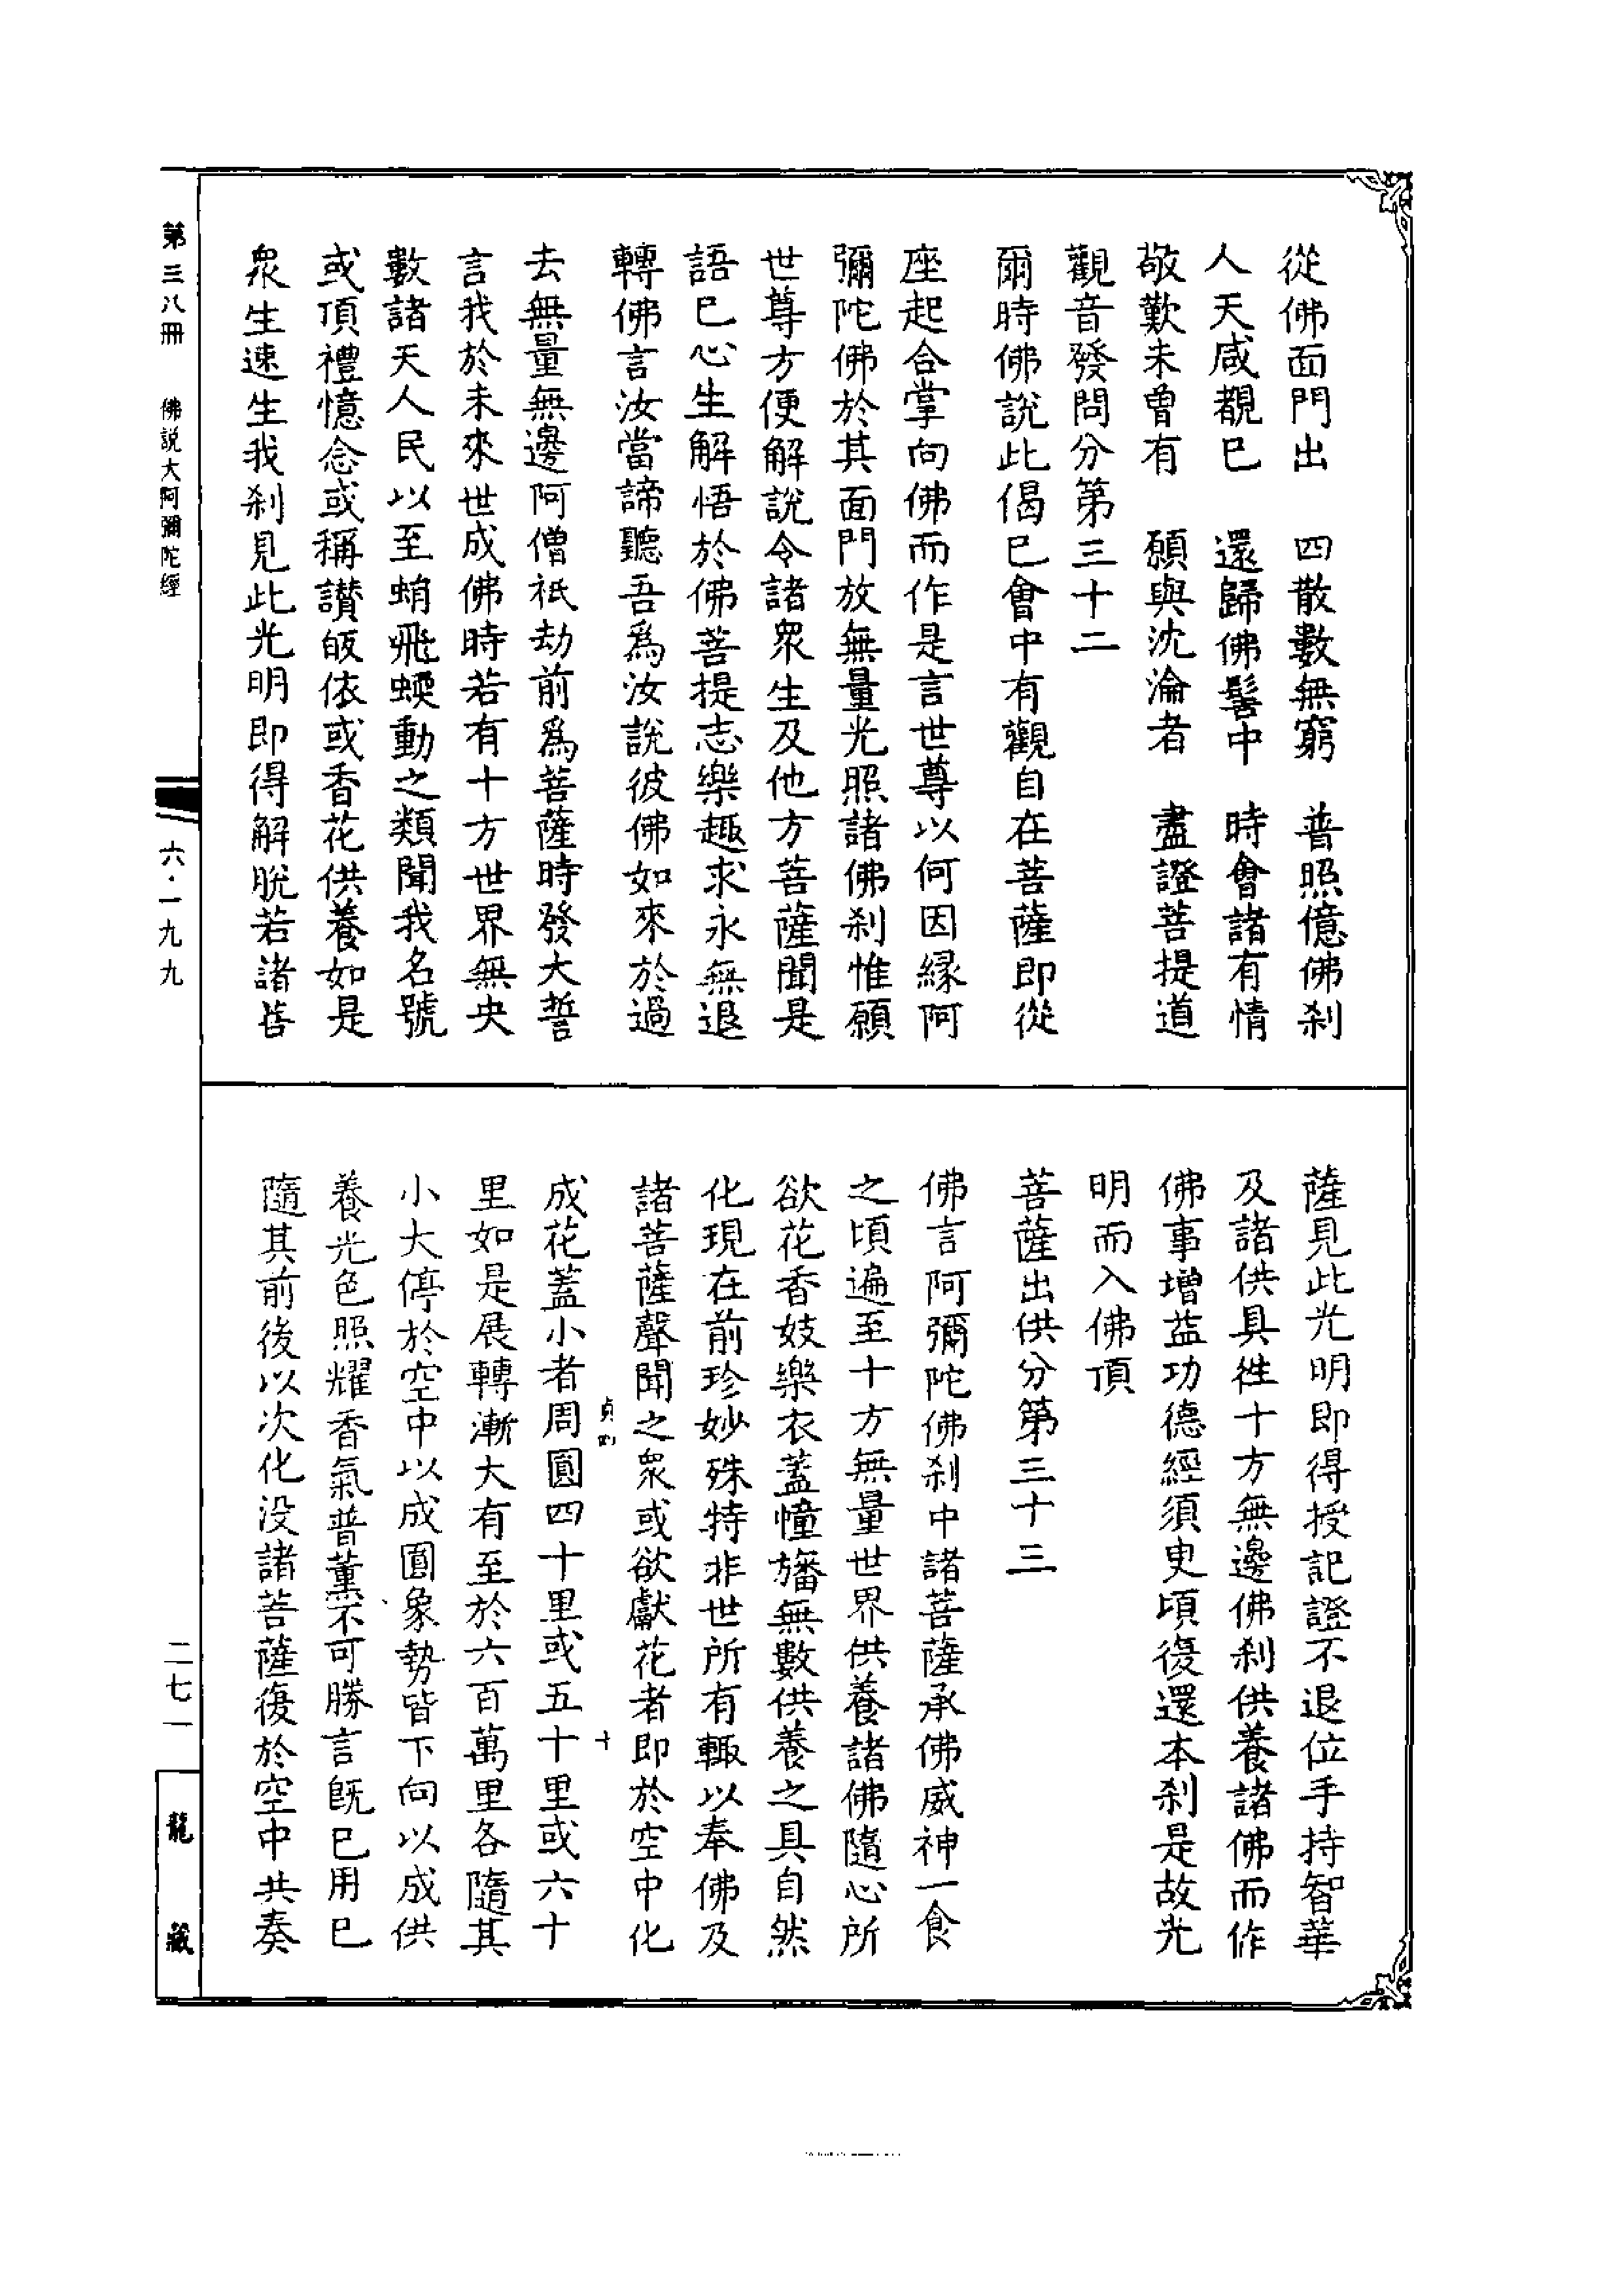 從佛面門出　四散數無窮　普照億佛刹
人天咸覩已　還歸佛髻中　時會諸有情
敬歎未曾有　願與沈淪者　盡證菩提道
觀音發問分第三十二
爾時佛說此偈已會中有觀自在菩薩即從
座起合掌向佛而作是言世尊以何因縁阿
彌陀佛於其面門放無量光照諸佛刹惟願
世尊方便解說令諸眾生及他方菩薩聞是
語已心生解悟於佛菩提志樂趣求永無退
轉佛言汝當諦聽吾爲汝說彼佛如來於過
去無量無邊阿僧祇劫前爲菩薩時發大誓
言我於未來世成佛時若有十方世界無央
數諸天人民以至蜎飛蝡動之類聞我名號
或頂禮憶念或稱讚皈依或香花供養如是
眾生速生我刹見此光明即得解脫若諸菩
薩見此光明即得授記證不退位手持智華
及諸供具徃十方無邊佛刹供養諸佛而作
佛事增益功德經須臾頃復還本刹是故光
明而入佛頂
菩薩出供分第三十三
佛言阿彌陀佛刹中諸菩薩承佛威神一食
之頃遍至十方無量世界供養諸佛隨心所
欲花香妓樂衣蓋幢旛無數供養之具自然
化現在前珍妙殊特非世所有輙以奉佛及
諸菩薩聲聞之眾或欲獻花者即於空中化
貞四　十
成花蓋小者周圓四十里或五十里或六十
里如是展轉漸大有至於六百萬里各隨其
小大停於空中以成圓象勢皆下向以成供
養光色照耀香氣普薰不可勝言旣已用已
隨其前後以次化没諸菩薩復於空中共奏
第三八冊　佛説大阿彌陀經
六·一九九
二七一
龍藏